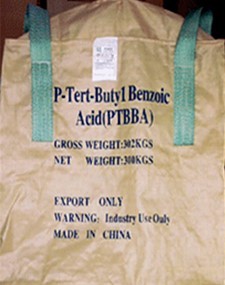 P-Tert-Butyl Benzoic
Acid(PTBBA)
GROSS WEIGHT:302KGS
NET WEIGHT:300KGS
EXPORT ONLY
WARNING: Industry Use Only
MADE IN CHINA